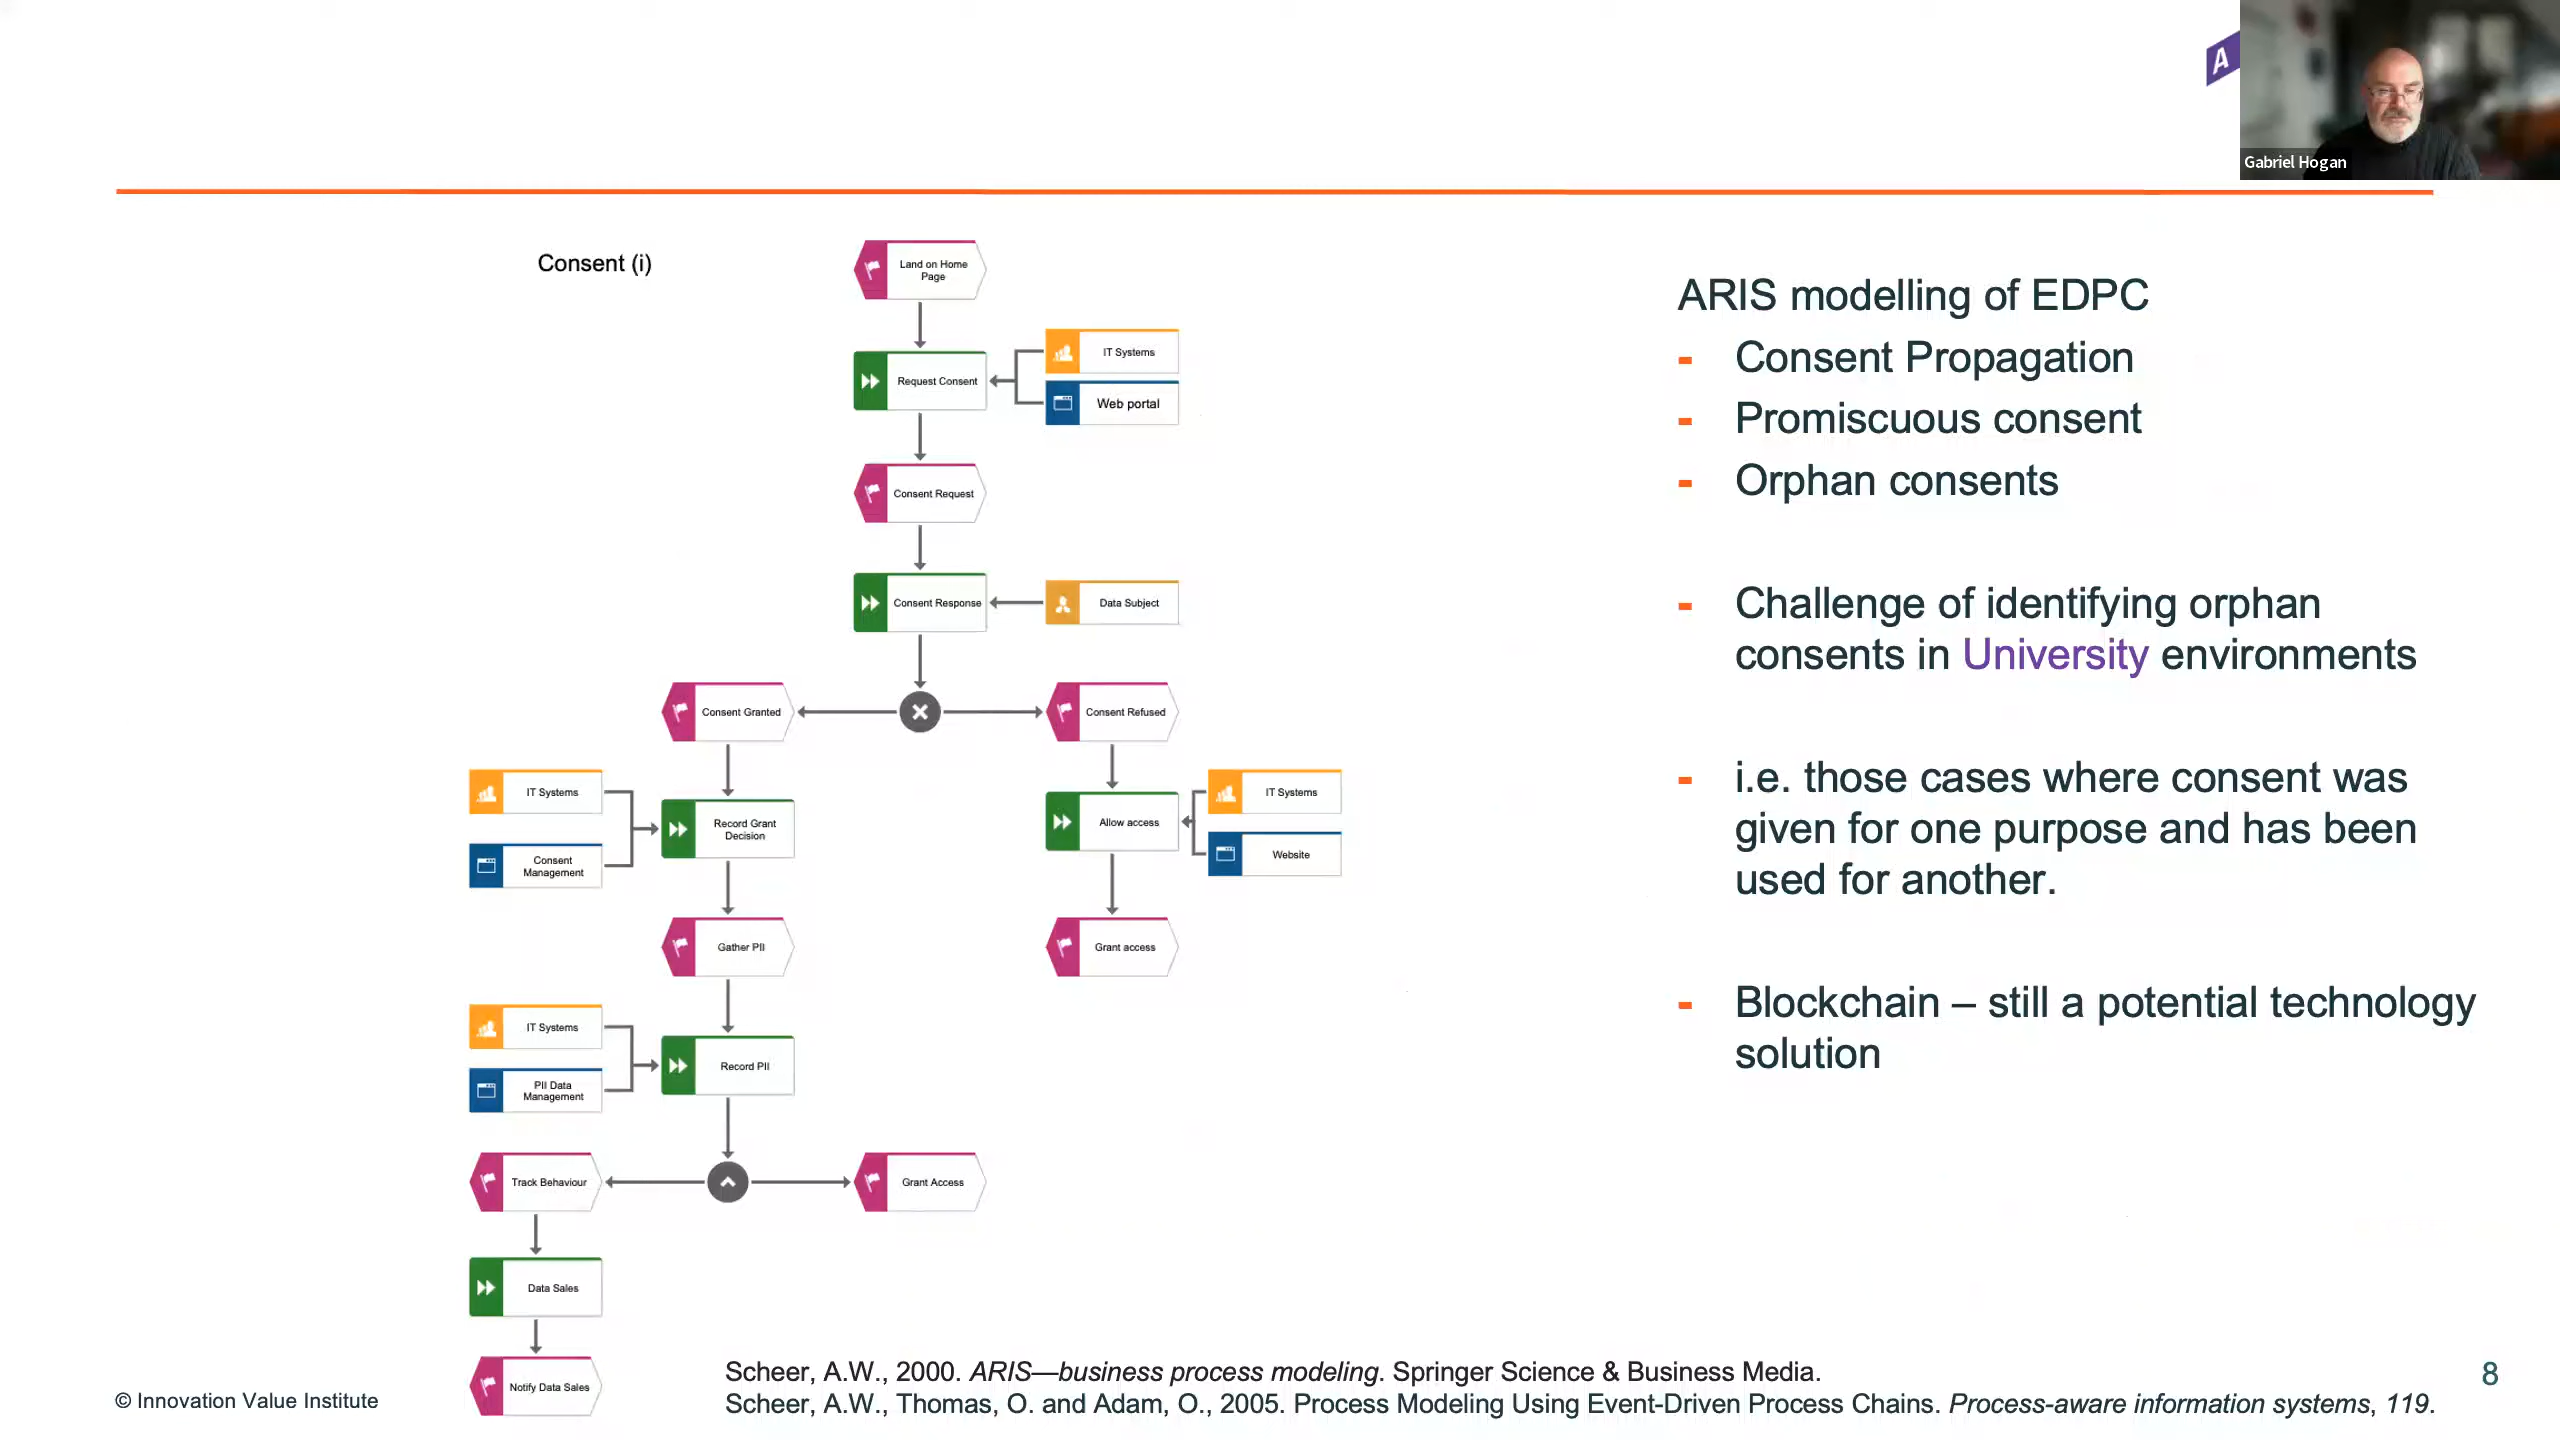 A
Gabriel Hogan
Consent (i)
Land on Home
Page
IT Systems
Request Consent
Web portal
Consent Request
Consent Response
Data Subject
Consent Granted
Consent Refused
IT Systems
Record Grant
Decision
Consent
Management
IT Systems
Allow access
Website
Gather PII
Grant access
IT Systems
Record PII
PII Data
Management
Track Behaviour
Grant Access
Data Sales
Notify Data Sales
ARIS modelling of EDPC
- Consent Propagation
- Promiscuous consent
- Orphan consents
- Challenge of identifying orphan
consents in University environments
- i.e. those cases where consent was
given for one purpose and has been
used for another.
- Blockchain – still a potential technology
solution
Scheer, A.W., 2000. ARIS—business process modeling. Springer Science & Business Media.
Scheer, A.W., Thomas, O. and Adam, O., 2005. Process Modeling Using Event-Driven Process Chains. Process-aware information systems, 119.
© Innovation Value Institute
8